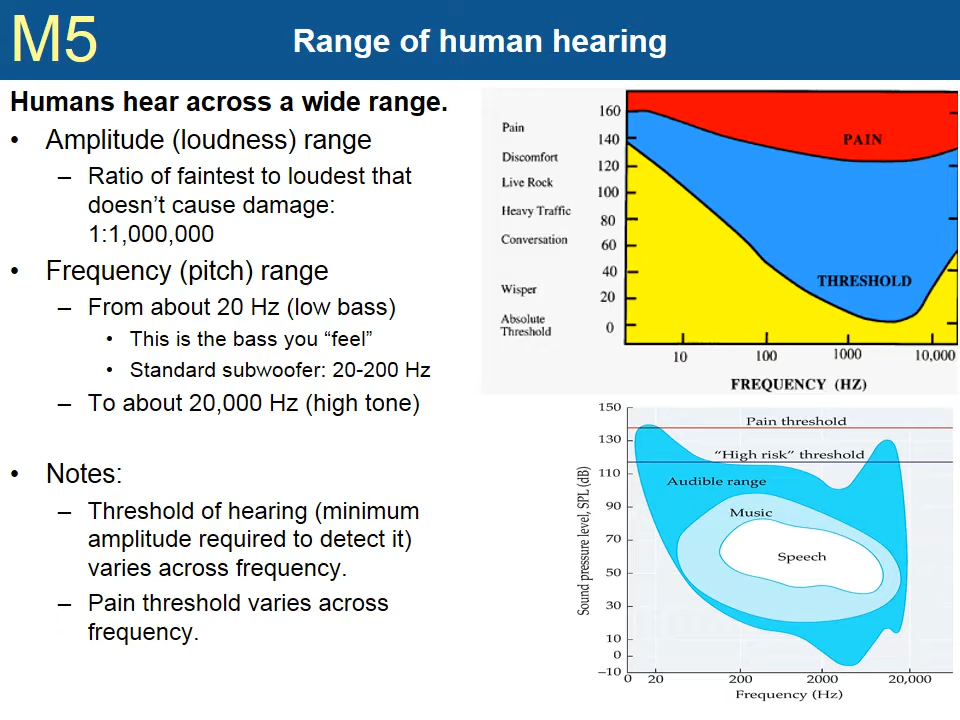 M5
Range of human hearing
Humans hear across a wide range.
• Amplitude (loudness) range
– Ratio of faintest to loudest that
doesn’t cause damage:
1:1,000,000
• Frequency (pitch) range
– From about 20 Hz (low bass)
• This is the bass you “feel”
• Standard subwoofer: 20-200 Hz
– To about 20,000 Hz (high tone)
• Notes:
– Threshold of hearing (minimum
amplitude required to detect it)
varies across frequency.
– Pain threshold varies across
frequency.
Pain
Discomfort
Live Rock
Heavy Traffic
Conversation
Wisper
Absolute
Threshold
160
140
120
100
80
60
40
20
0
PAIN
THRESHOLD
10 100 1000 10,000
FREQUENCY (HZ)
Sound pressure level, SPL (dB)
150
130
110
90
70
50
30
10
0
–10
Pain threshold
“High risk” threshold
Audible range
Music
Speech
0 20 200 2000 20,000
Frequency (Hz)